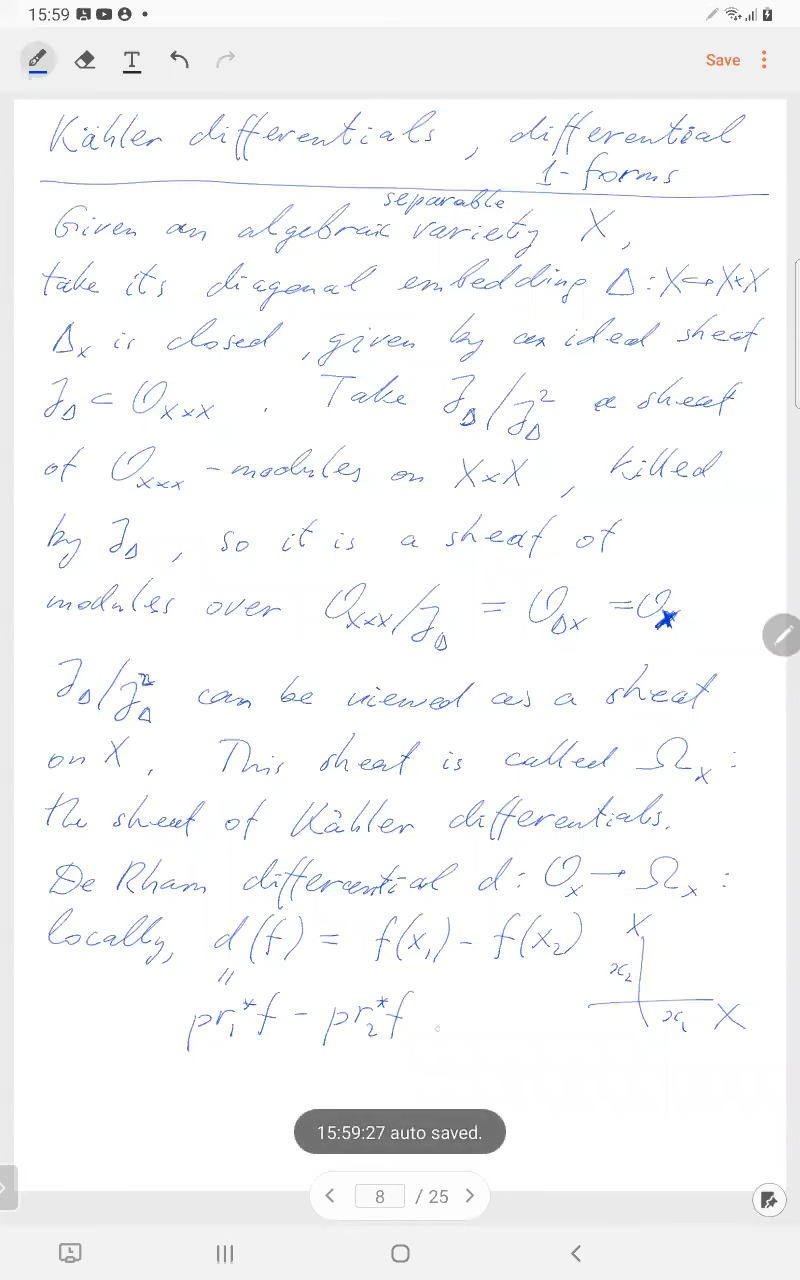 15:59
Save
Kähler differentials, differential
1-forms
separable
Given an algebraic variety X,
take its diagonal embedding Δ : X ↪ X×X
Δ_X is closed, given by an ideal sheaf
J_Δ ⊂ O_{X×X}. Take J_Δ/J_Δ^2 a sheaf
of O_{X×X}-modules on X×X, killed
by J_Δ, so it is a sheaf of
modules over O_{X×X}/J_Δ = O_{ΔX} = O_X
J_Δ/J_Δ^2 can be viewed as a sheaf
on X. This sheaf is called Ω_X :
the sheaf of Kähler differentials.
De Rham differential d : O_X → Ω_X :
locally, d(f) = f(x_1) - f(x_2)
X
x_2
x_1 X
=
pr_1^*f - pr_2^*f.
15:59:27 auto saved.
8 / 25